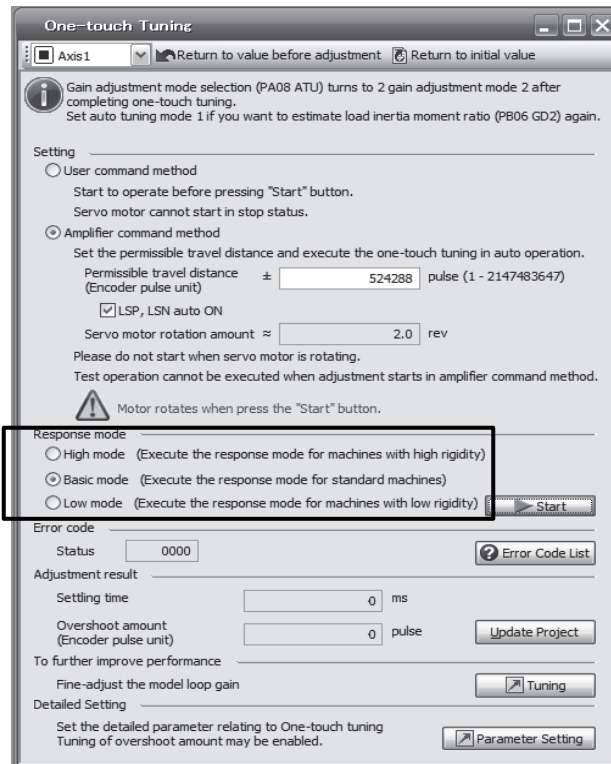 One-touch Tuning
Axis1 Return to value before adjustment Return to initial value
Gain adjustment mode selection (PA08 ATU) turns to 2 gain adjustment mode 2 after
completing one-touch tuning.
Set auto tuning mode 1 if you want to estimate load inertia moment ratio (PB06 GD2) again.
Setting
User command method
Start to operate before pressing "Start" button.
Servo motor cannot start in stop status.
Amplifier command method
Set the permissible travel distance and execute the one-touch tuning in auto operation.
Permissible travel distance
(Encoder pulse unit) ± 524288 pulse (1 - 2147483647)
LSP, LSN auto ON
Servo motor rotation amount ≈ 2.0 rev
Please do not start when servo motor is rotating.
Test operation cannot be executed when adjustment starts in amplifier command method.
Motor rotates when press the "Start" button.
Response mode
High mode (Execute the response mode for machines with high rigidity)
Basic mode (Execute the response mode for standard machines)
Low mode (Execute the response mode for machines with low rigidity) Start
Error code
Status 0000 Error Code List
Adjustment result
Settling time 0 ms
Overshoot amount
(Encoder pulse unit) 0 pulse Update Project
To further improve performance
Fine-adjust the model loop gain Tuning
Detailed Setting
Set the detailed parameter relating to One-touch tuning
Tuning of overshoot amount may be enabled. Parameter Setting